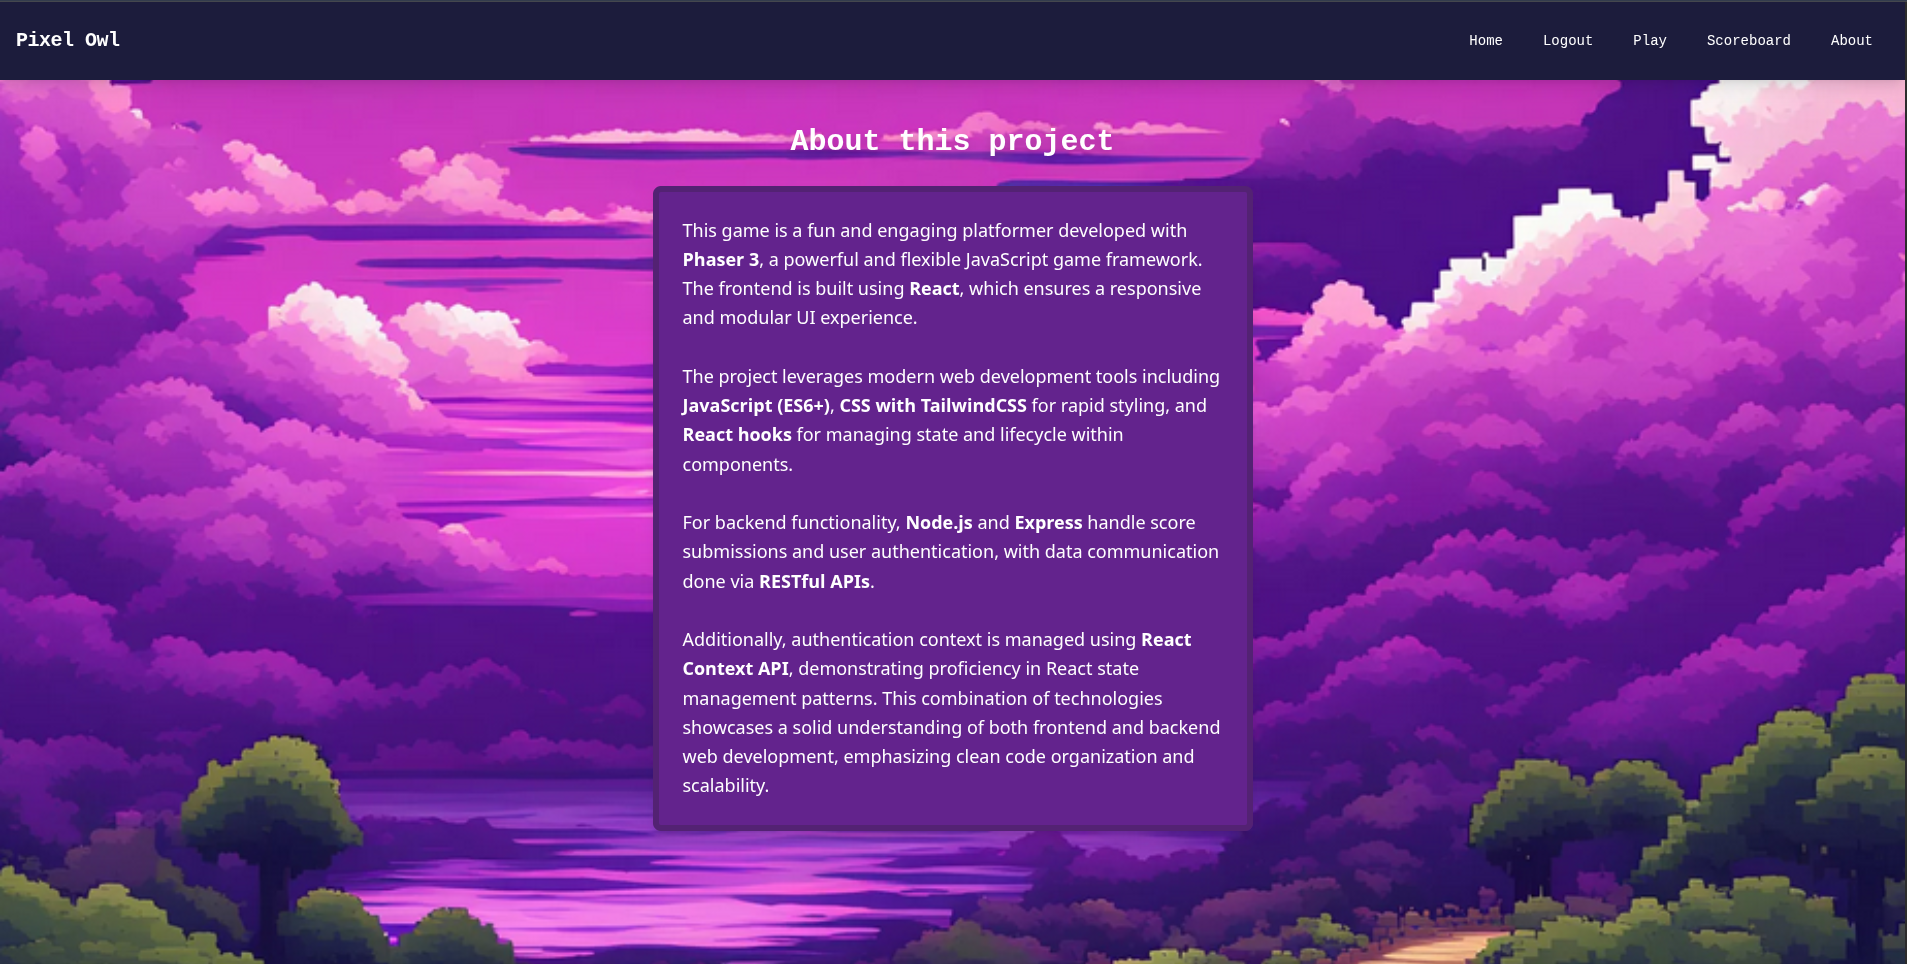 Pixel Owl
Home Logout Play Scoreboard About
About this project
This game is a fun and engaging platformer developed with
Phaser 3, a powerful and flexible JavaScript game framework.
The frontend is built using React, which ensures a responsive
and modular UI experience.
The project leverages modern web development tools including
JavaScript (ES6+), CSS with TailwindCSS for rapid styling, and
React hooks for managing state and lifecycle within
components.
For backend functionality, Node.js and Express handle score
submissions and user authentication, with data communication
done via RESTful APIs.
Additionally, authentication context is managed using React
Context API, demonstrating proficiency in React state
management patterns. This combination of technologies
showcases a solid understanding of both frontend and backend
web development, emphasizing clean code organization and
scalability.